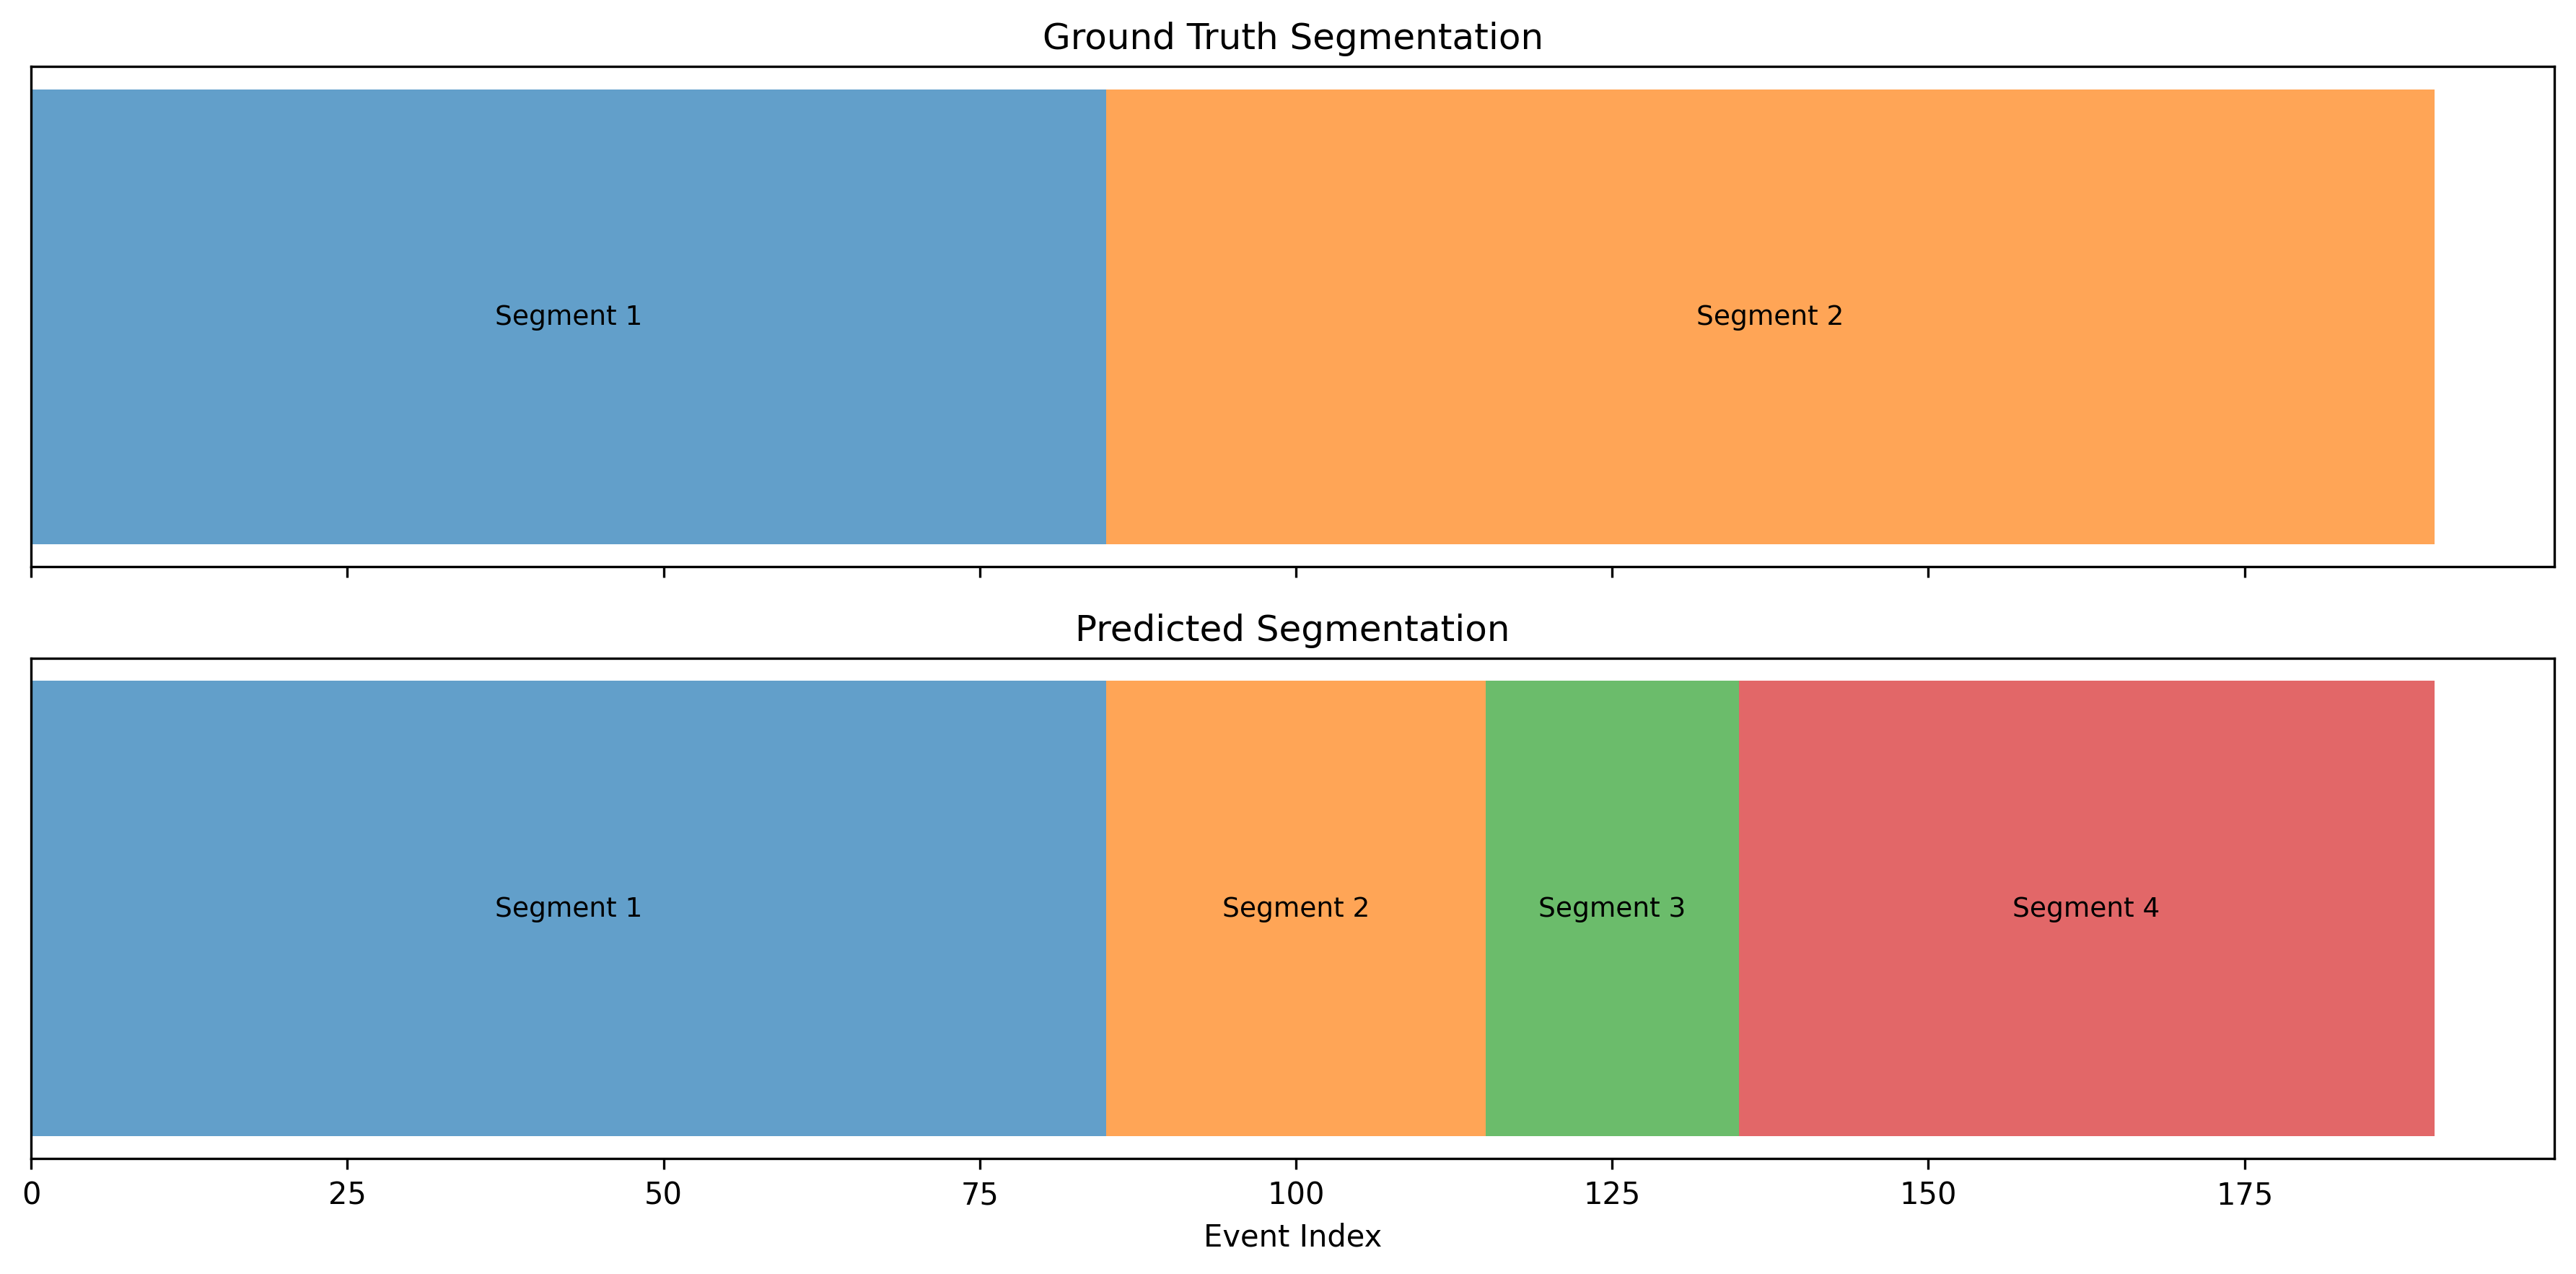 Ground Truth Segmentation
Segment 1 Segment 2
Predicted Segmentation
Segment 1 Segment 2 Segment 3 Segment 4
0 25 50 75 100 125 150 175
Event Index